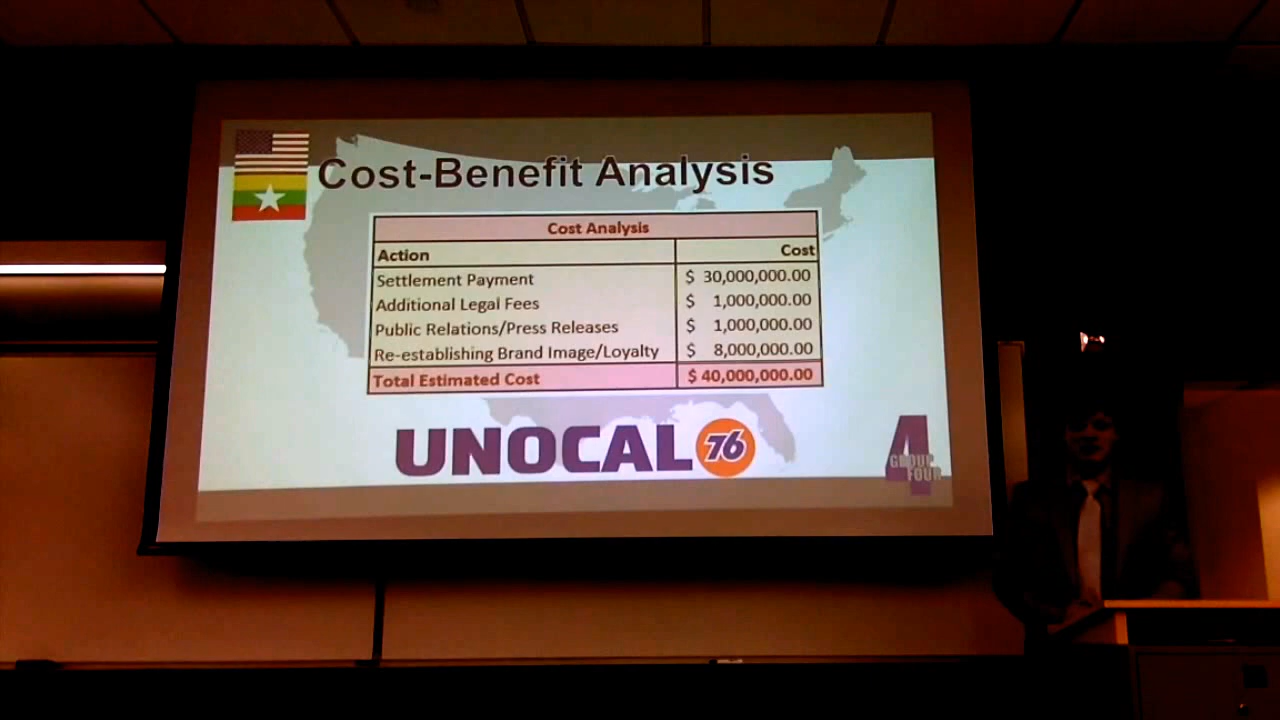 Cost-Benefit Analysis
Cost Analysis
Action Cost
Settlement Payment $ 30,000,000.00
Additional Legal Fees $ 1,000,000.00
Public Relations/Press Releases $ 1,000,000.00
Re-establishing Brand Image/Loyalty $ 8,000,000.00
Total Estimated Cost $ 40,000,000.00
UNOCAL 76
4
GROUP
FOUR